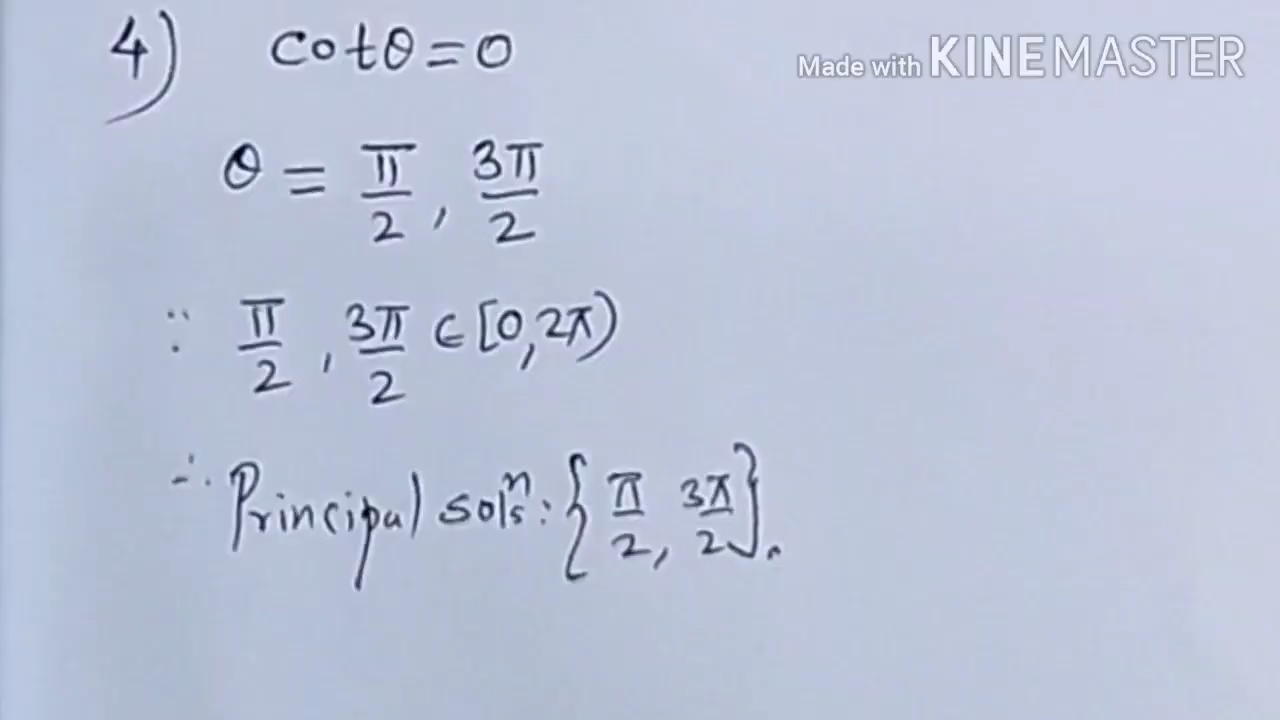 4) cotθ = 0
Made with KINEMASTER
θ = π/2, 3π/2
∵ π/2, 3π/2 ∈ [0, 2π)
∴ Principal solⁿs: {π/2, 3π/2}.